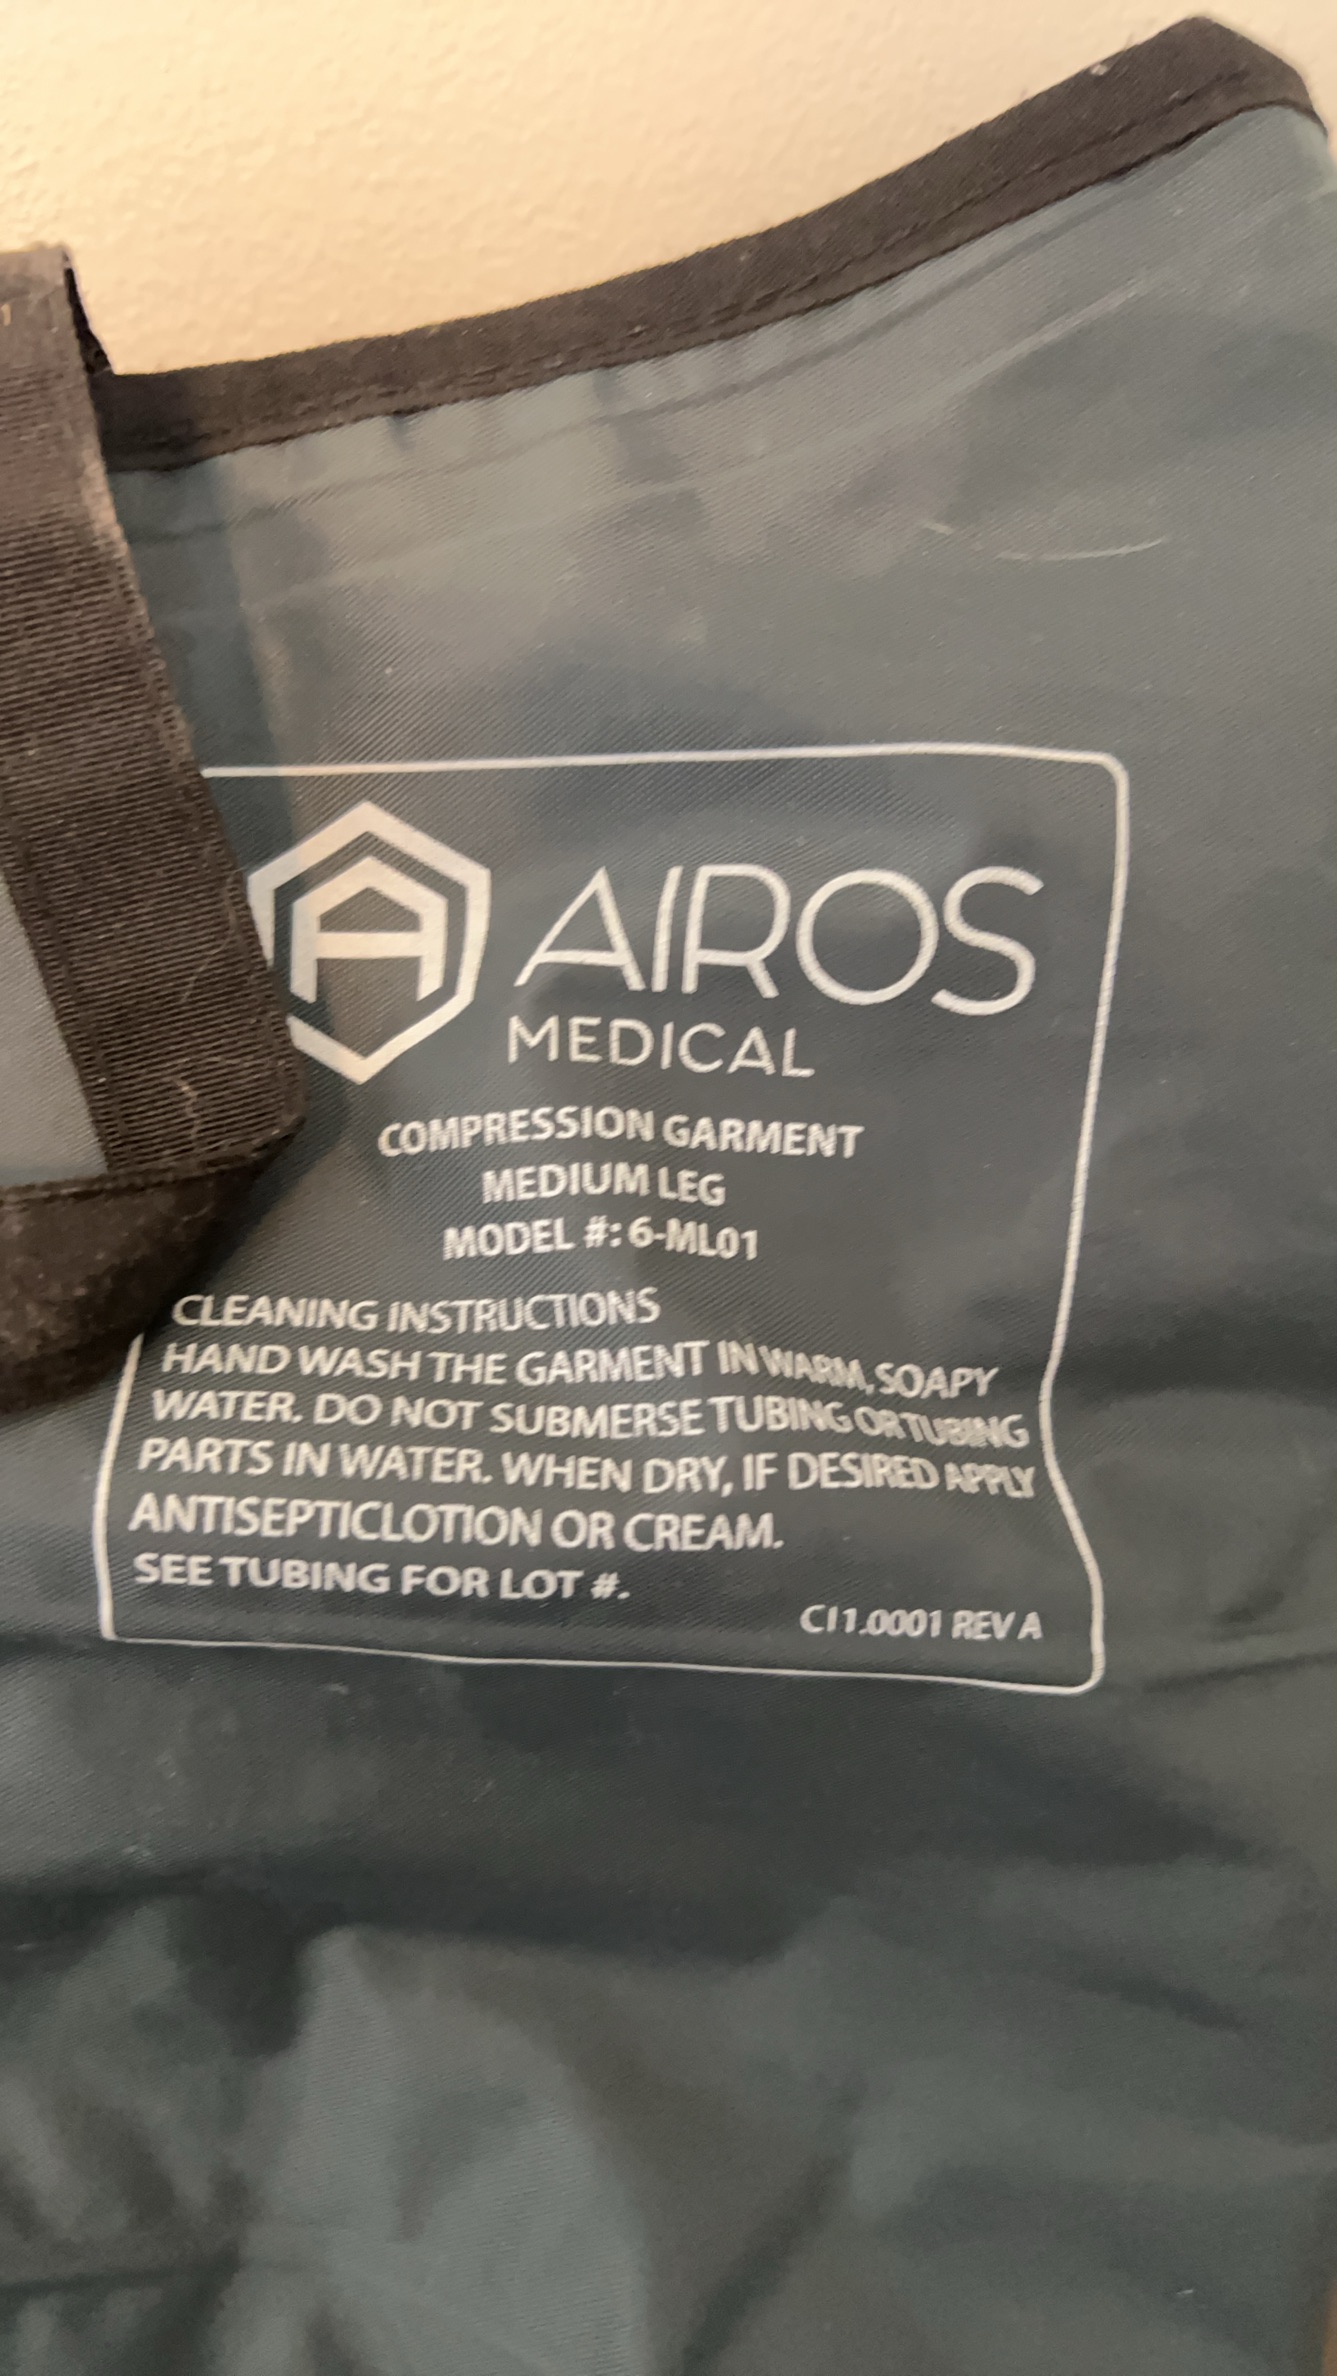 AIROS
MEDICAL
COMPRESSION GARMENT
MEDIUM LEG
MODEL #: 6-ML01
CLEANING INSTRUCTIONS
HAND WASH THE GARMENT IN WARM, SOAPY
WATER. DO NOT SUBMERSE TUBING OR TUBING
PARTS IN WATER. WHEN DRY, IF DESIRED APPLY
ANTISEPTICLOTION OR CREAM.
SEE TUBING FOR LOT #.
CI1.0001 REV A